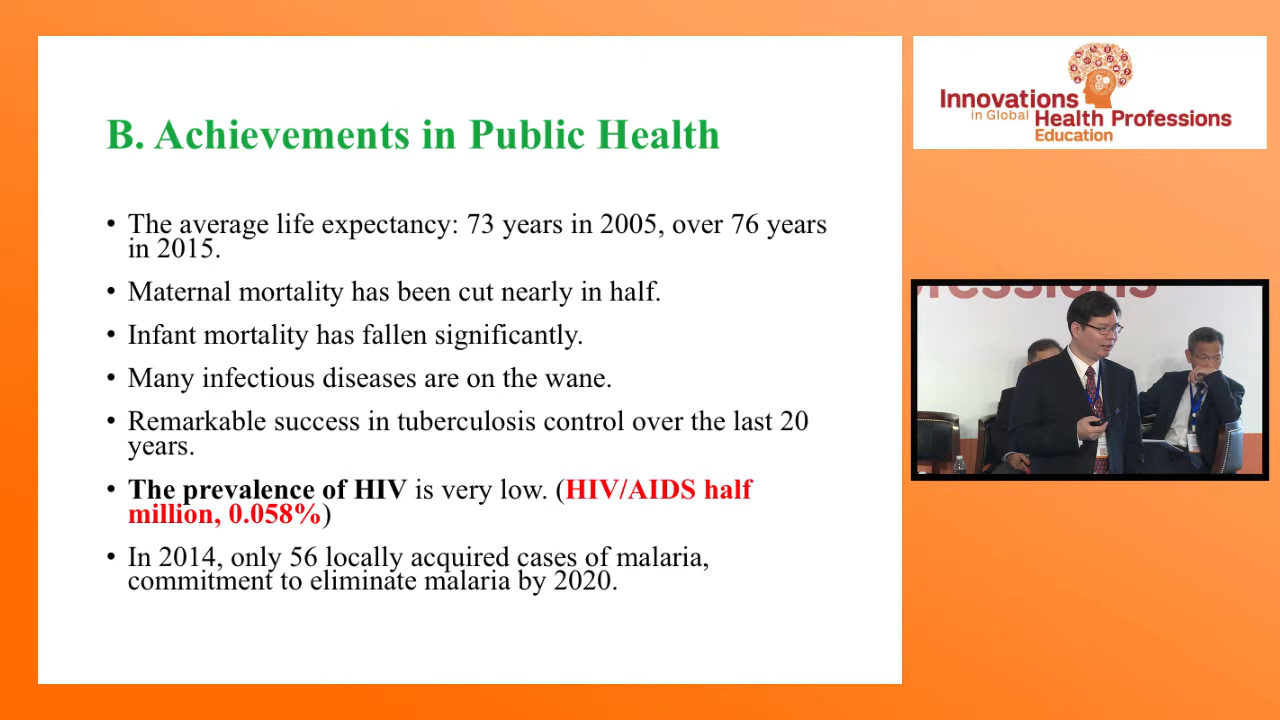 B. Achievements in Public Health
• The average life expectancy: 73 years in 2005, over 76 years
in 2015.
• Maternal mortality has been cut nearly in half.
• Infant mortality has fallen significantly.
• Many infectious diseases are on the wane.
• Remarkable success in tuberculosis control over the last 20
years.
• The prevalence of HIV is very low. (HIV/AIDS half
million, 0.058%)
• In 2014, only 56 locally acquired cases of malaria,
commitment to eliminate malaria by 2020.
Innovations
in Global Health Professions
Education